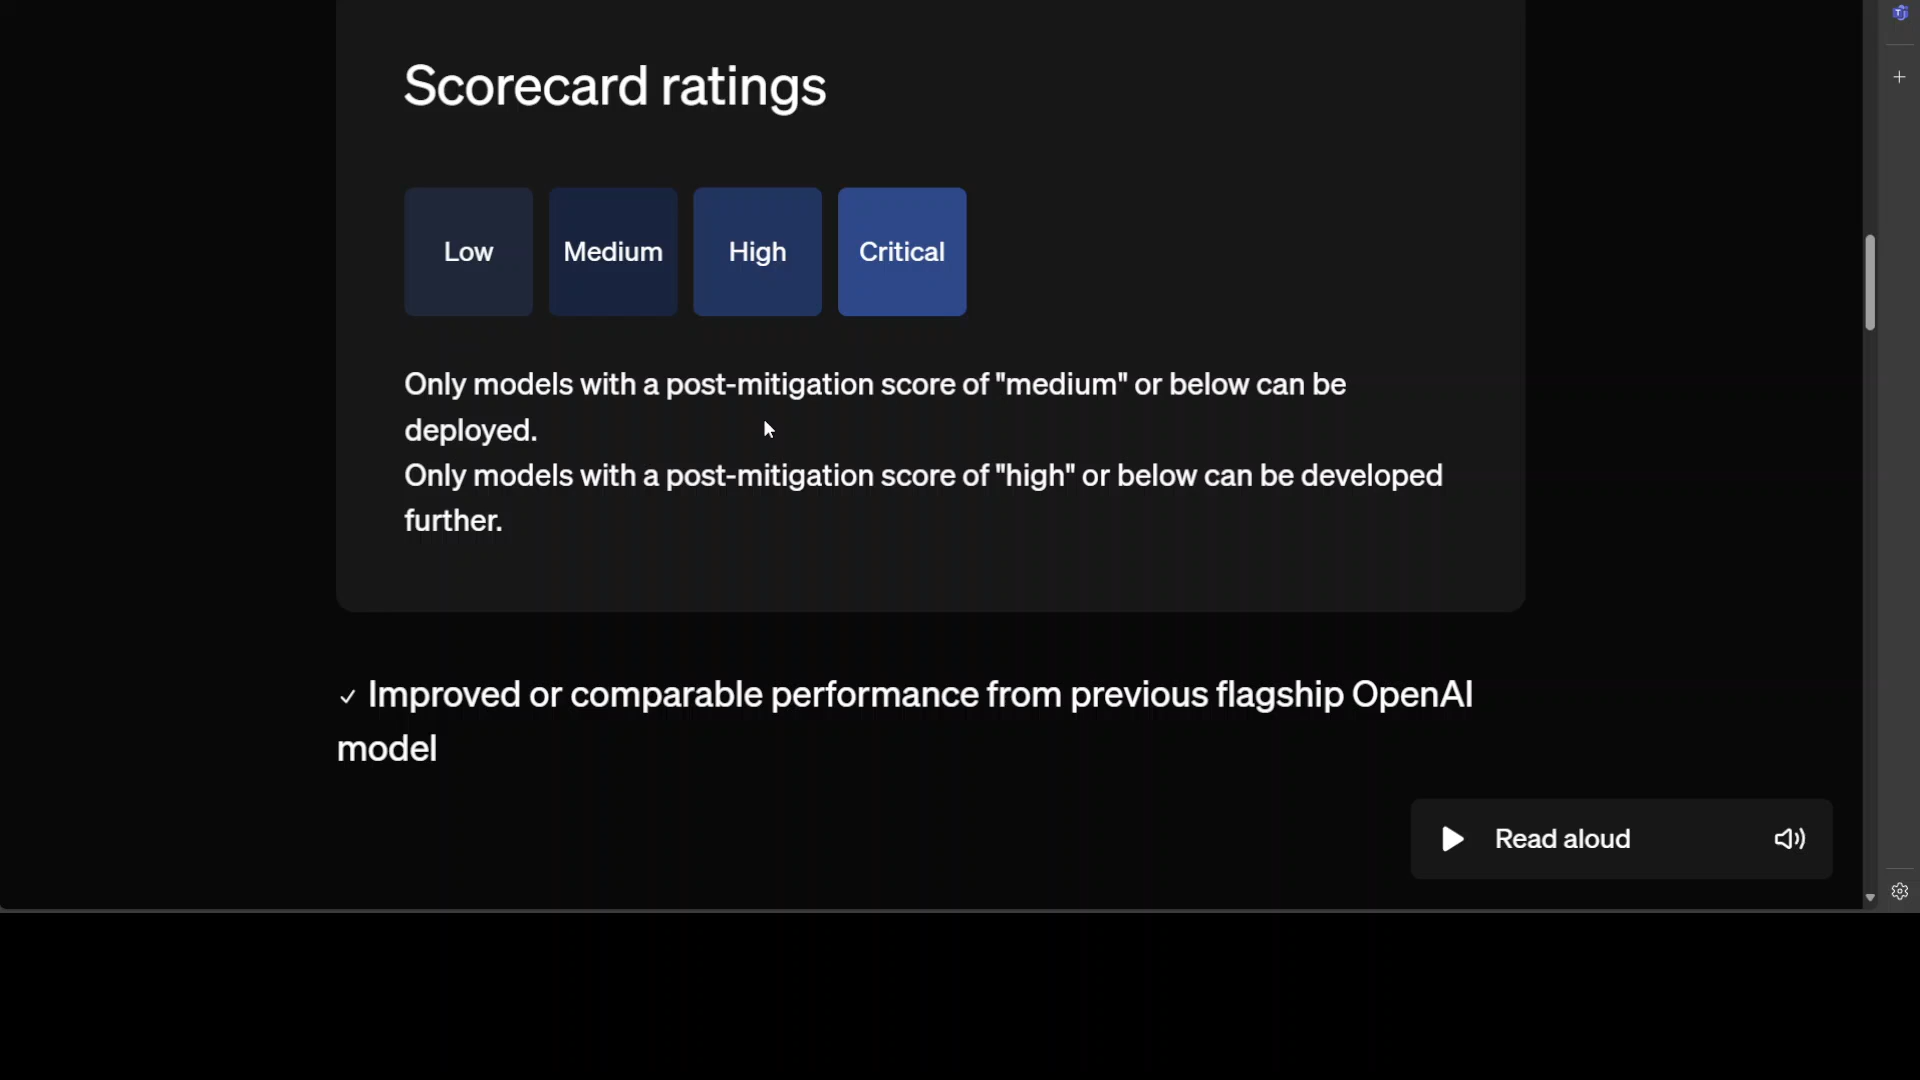 Scorecard ratings
Low
Medium
High
Critical
Only models with a post-mitigation score of "medium" or below can be
deployed.
Only models with a post-mitigation score of "high" or below can be developed
further.
✓ Improved or comparable performance from previous flagship OpenAI
model
Read aloud